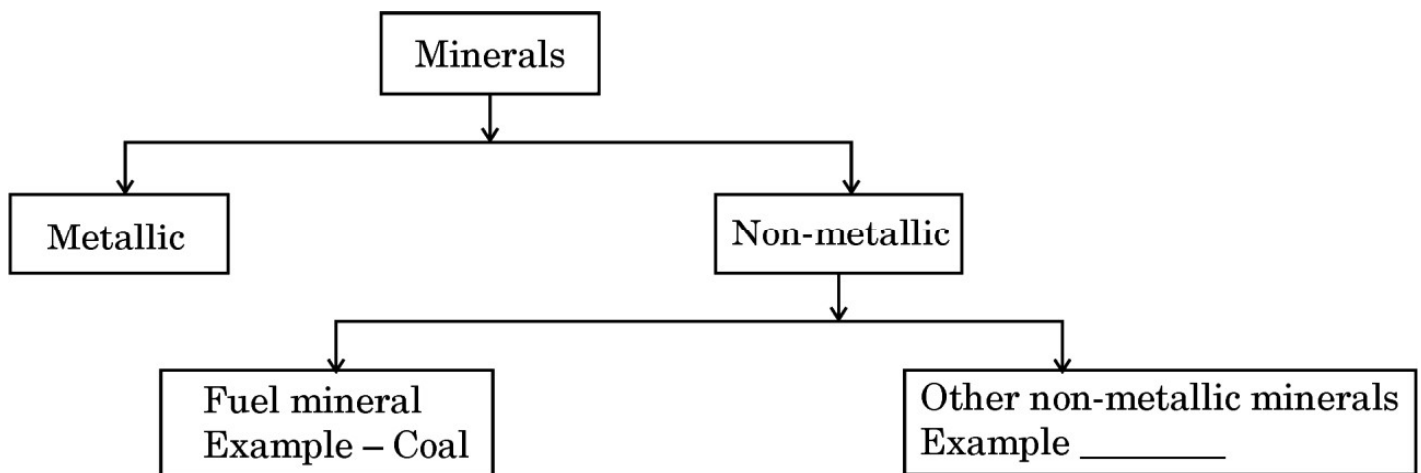 Minerals
Metallic
Non-metallic
Fuel mineral
Example – Coal
Other non-metallic minerals
Example ________